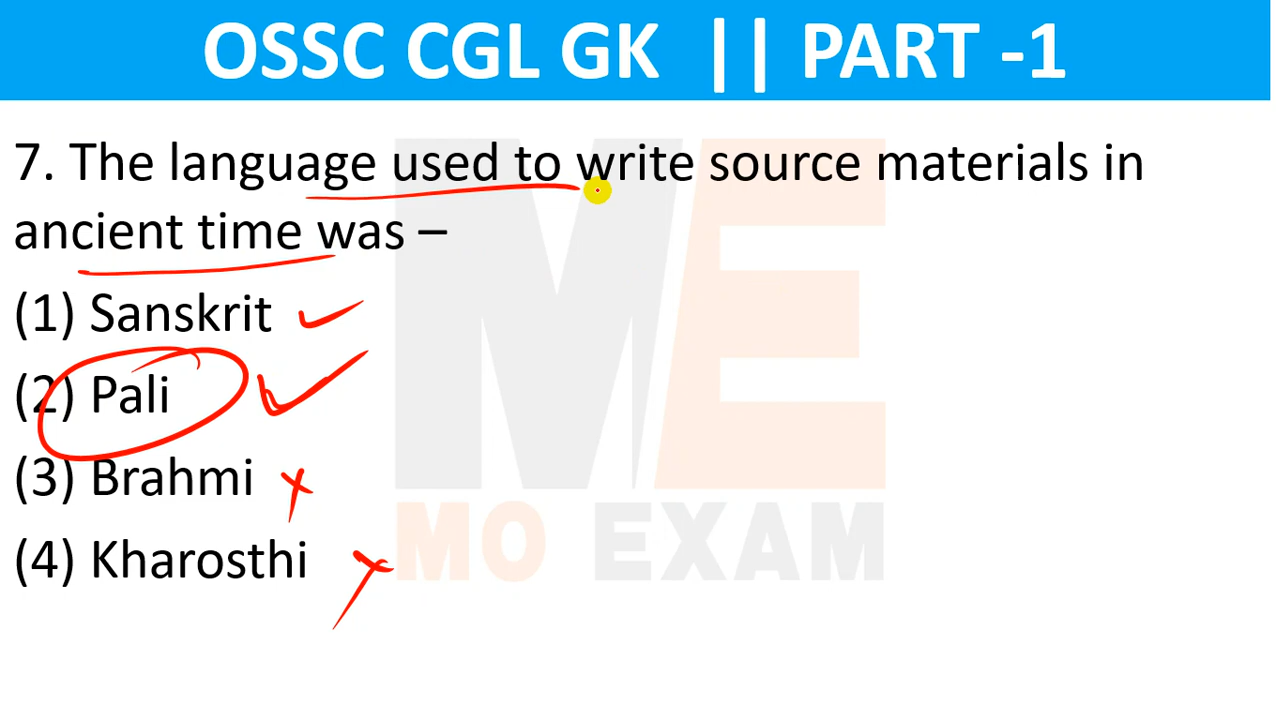 OSSC CGL GK || PART -1
7. The language used to write source materials in
ancient time was –
(1) Sanskrit
(2) Pali
(3) Brahmi
(4) Kharosthi
ME
MO EXAM